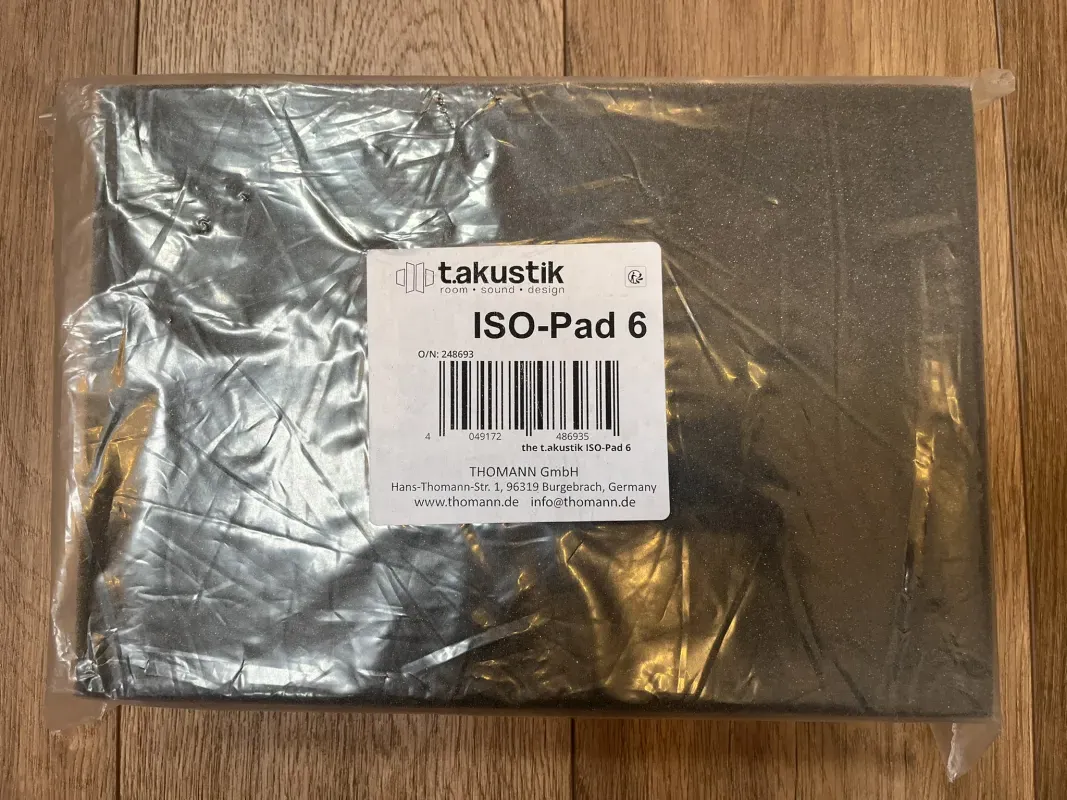 t.akustik
room • sound • design
ISO-Pad 6
O/N: 248693
4 049172 486935
the t.akustik ISO-Pad 6
THOMANN GmbH
Hans-Thomann-Str. 1, 96319 Burgebrach, Germany
www.thomann.de info@thomann.de